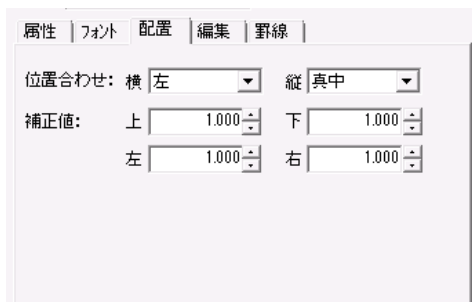 属性 フォント 配置 編集 罫線
位置合わせ: 横 左 縦 真中
補正値: 上 1.000 下 1.000
左 1.000 右 1.000